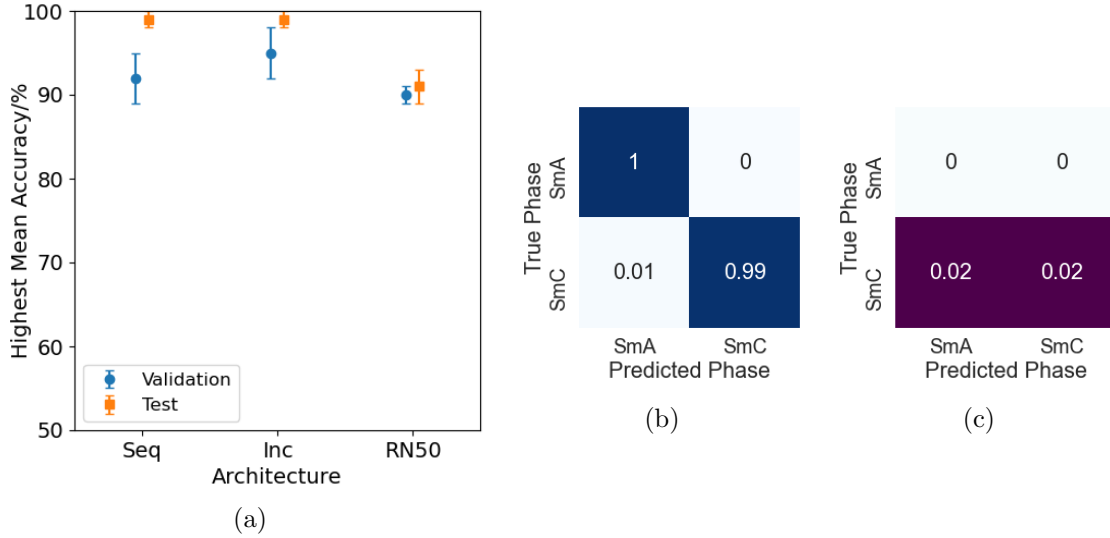 Highest Mean Accuracy/%
100
90
80
70
60
50
Validation
Test
Seq
Inc
RN50
Architecture
(a)
True Phase
SmA
SmC
1
0
0.01
0.99
SmA
SmC
Predicted Phase
(b)
True Phase
SmA
SmC
0
0
0.02
0.02
SmA
SmC
Predicted Phase
(c)